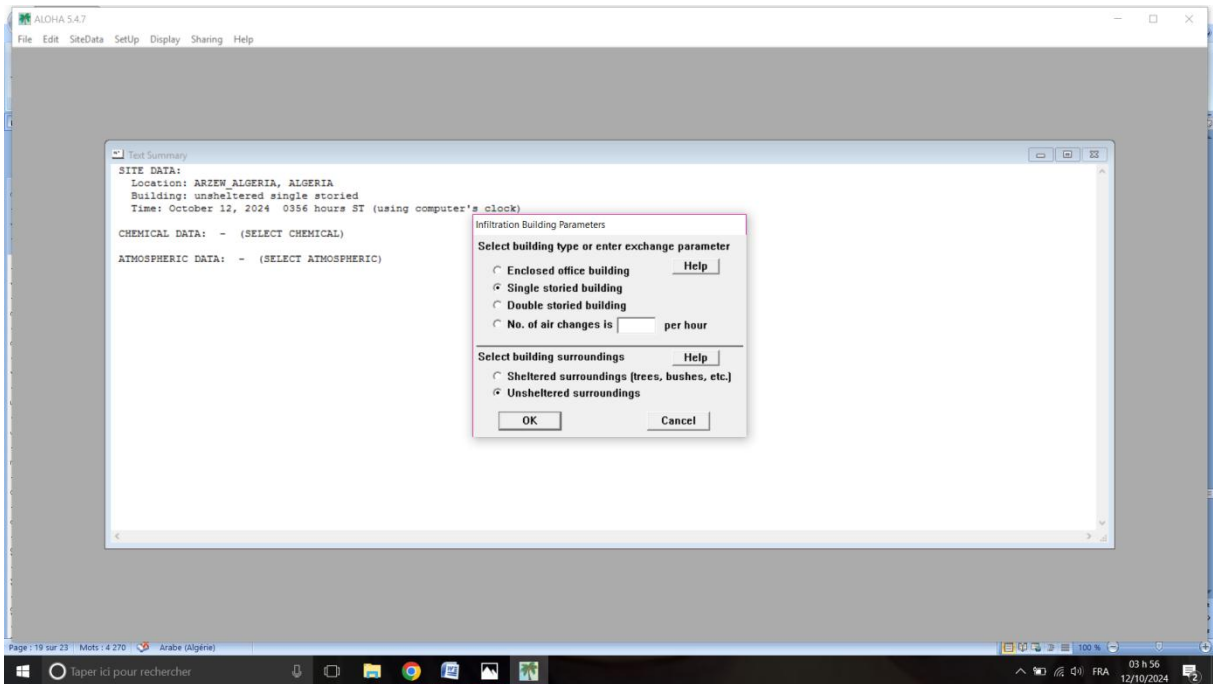 ALOHA 5.4.7
File Edit SiteData SetUp Display Sharing Help
Text Summary
SITE DATA:
Location: ARZEW_ALGERIA, ALGERIA
Building: unsheltered single storied
Time: October 12, 2024 0356 hours ST (using computer's clock)
CHEMICAL DATA: - (SELECT CHEMICAL)
ATMOSPHERIC DATA: - (SELECT ATMOSPHERIC)
Infiltration Building Parameters
Select building type or enter exchange parameter
Enclosed office building Help
Single storied building
Double storied building
No. of air changes is per hour
Select building surroundings Help
Sheltered surroundings (trees, bushes, etc.)
Unsheltered surroundings
OK Cancel
Page : 19 sur 23 Mots : 4 270 Arabe (Algérie) 100 %
Taper ici pour rechercher FRA 03 h 56
12/10/2024
2